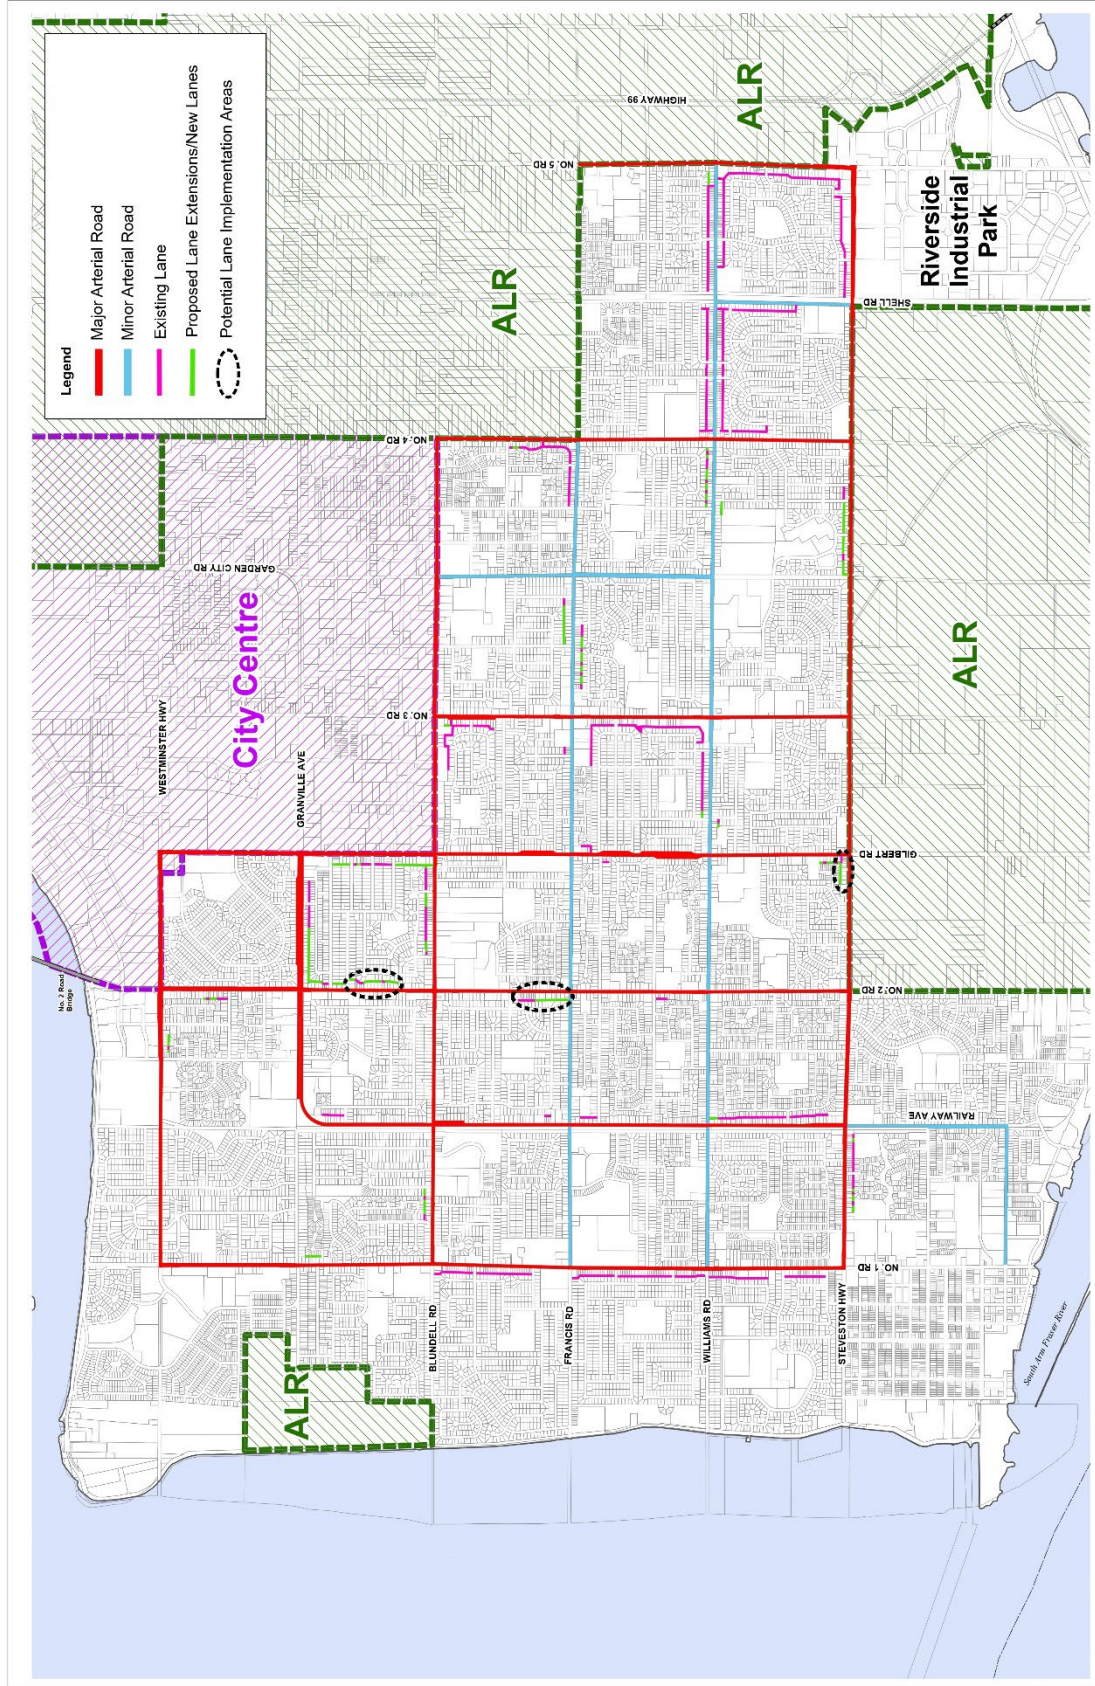 Legend
Major Arterial Road
Minor Arterial Road
Existing Lane
Proposed Lane Extensions/New Lanes
Potential Lane Implementation Areas
No. 2 Road
Bridge
WESTMINSTER HWY
GRANVILLE AVE
City Centre
GARDEN CITY RD
NO. 4 RD
NO. 3 RD
ALR
ALR
HIGHWAY 99
NO. 5 RD
ALR
BLUNDELL RD
FRANCIS RD
WILLIAMS RD
STEVESTON HWY
NO. 1 RD
RAILWAY AVE
NO. 2 RD
GILBERT RD
ALR
SHELL RD
Riverside
Industrial
Park
South Arm Fraser River